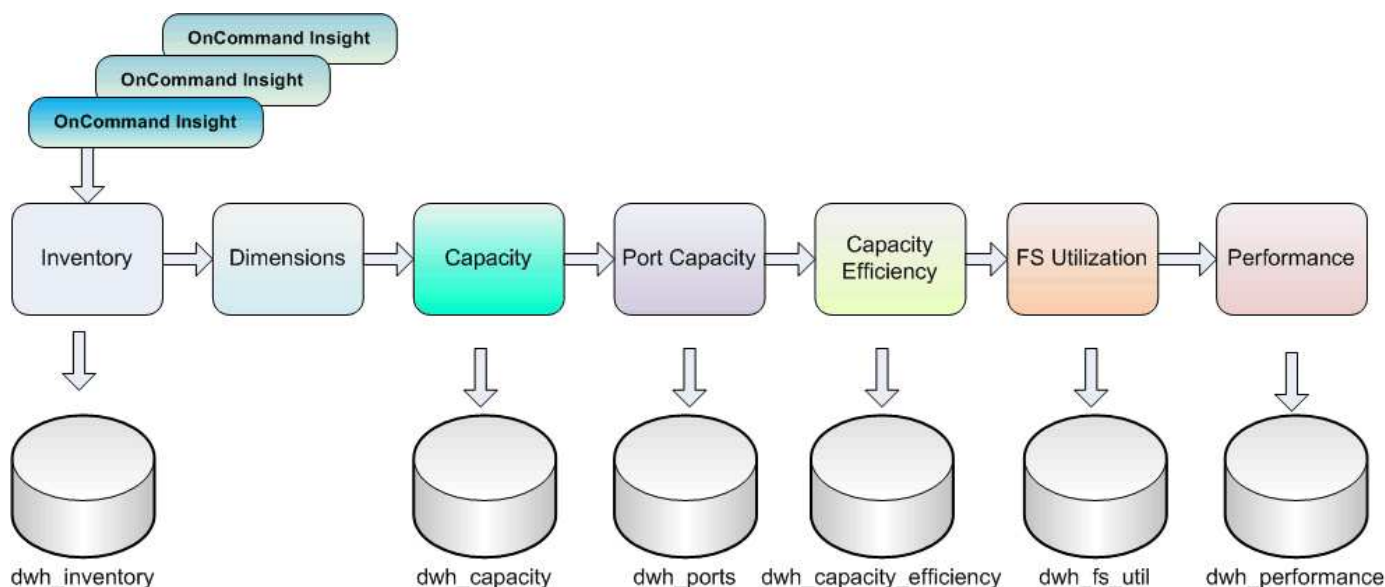 OnCommand Insight
OnCommand Insight
OnCommand Insight
Inventory
Dimensions
Capacity
Port Capacity
Capacity
Efficiency
FS Utilization
Performance
dwh_inventory
dwh_capacity
dwh_ports
dwh_capacity_efficiency
dwh_fs_util
dwh_performance